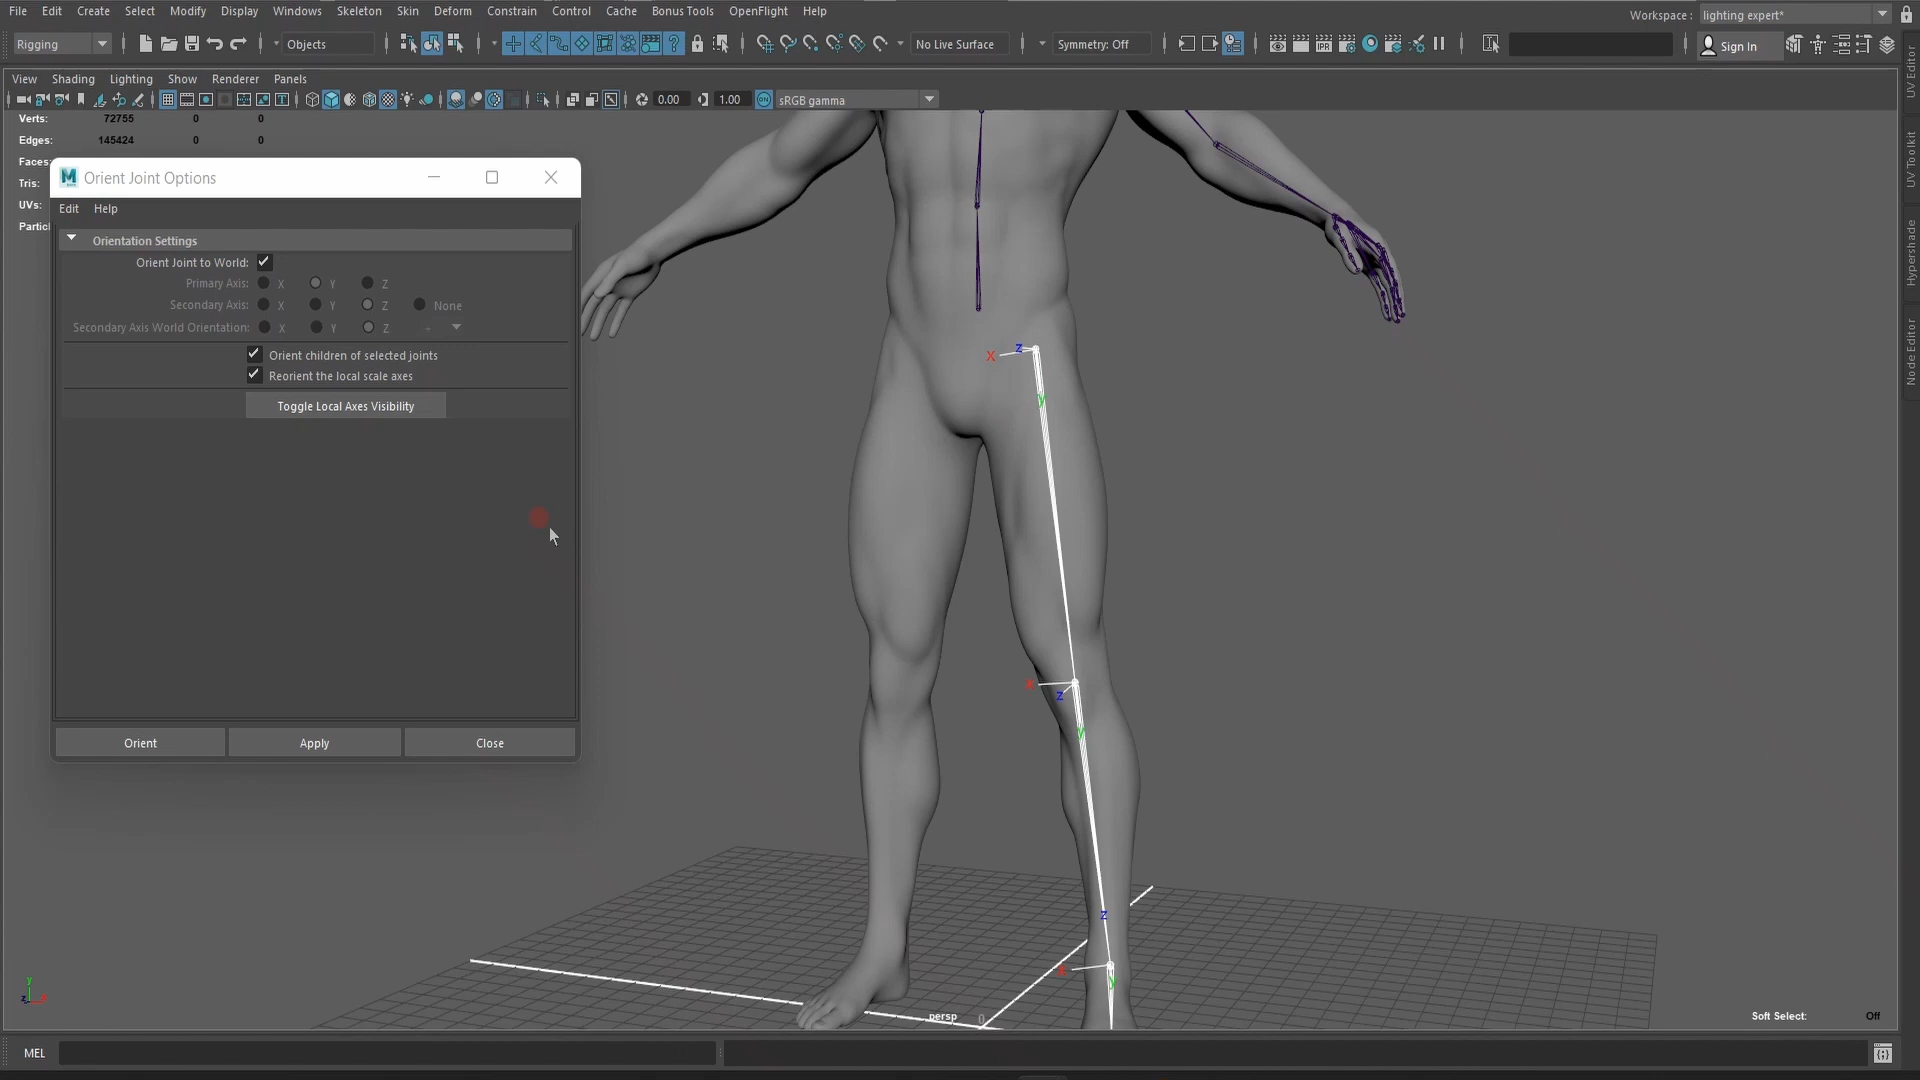 File Edit Create Select Modify Display Windows Skeleton Skin Deform Constrain Control Cache Bonus Tools OpenFlight Help
Workspace : lighting expert*
Rigging Objects No Live Surface Symmetry: Off Sign In
View Shading Lighting Show Renderer Panels
0.00 1.00 sRGB gamma
Verts: 72755 0 0
Edges: 145424 0 0
Faces:
Tris:
UVs:
Particl
Orient Joint Options
Edit Help
Orientation Settings
Orient Joint to World:
Primary Axis: X Y Z
Secondary Axis: X Y Z None
Secondary Axis World Orientation: X Y Z +
Orient children of selected joints
Reorient the local scale axes
Toggle Local Axes Visibility
Orient Apply Close
UV Editor
UV Toolkit
Hypershade
Node Editor
X Z
y
X
Z
y
Z
y
y
z
persp
Soft Select: Off
MEL